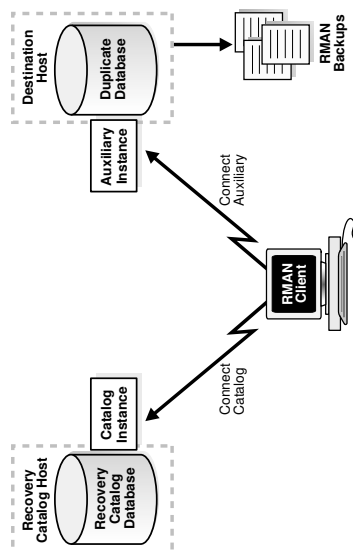 Recovery
Catalog Host
Recovery
Catalog
Database
Catalog
Instance
Connect
Catalog
RMAN
Client
Connect
Auxiliary
Destination
Host
Duplicate
Database
Auxiliary
Instance
RMAN
Backups